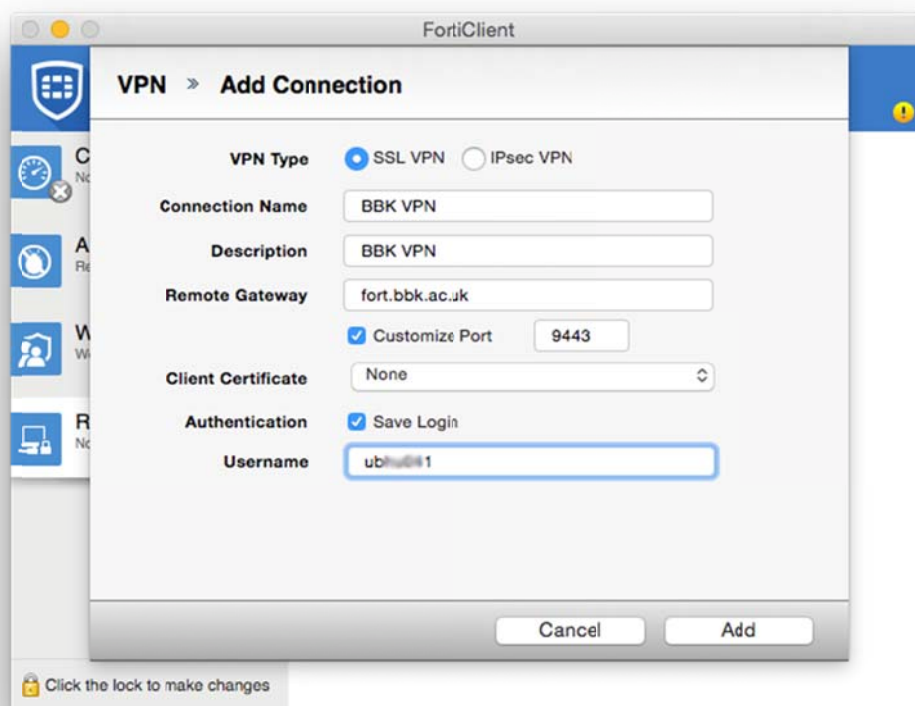 FortiClient
VPN » Add Connection
VPN Type SSL VPN IPsec VPN
Connection Name BBK VPN
Description BBK VPN
Remote Gateway fort.bbk.ac.uk
Customize Port 9443
Client Certificate None
Authentication Save Login
Username
Cancel Add
Click the lock to make changes